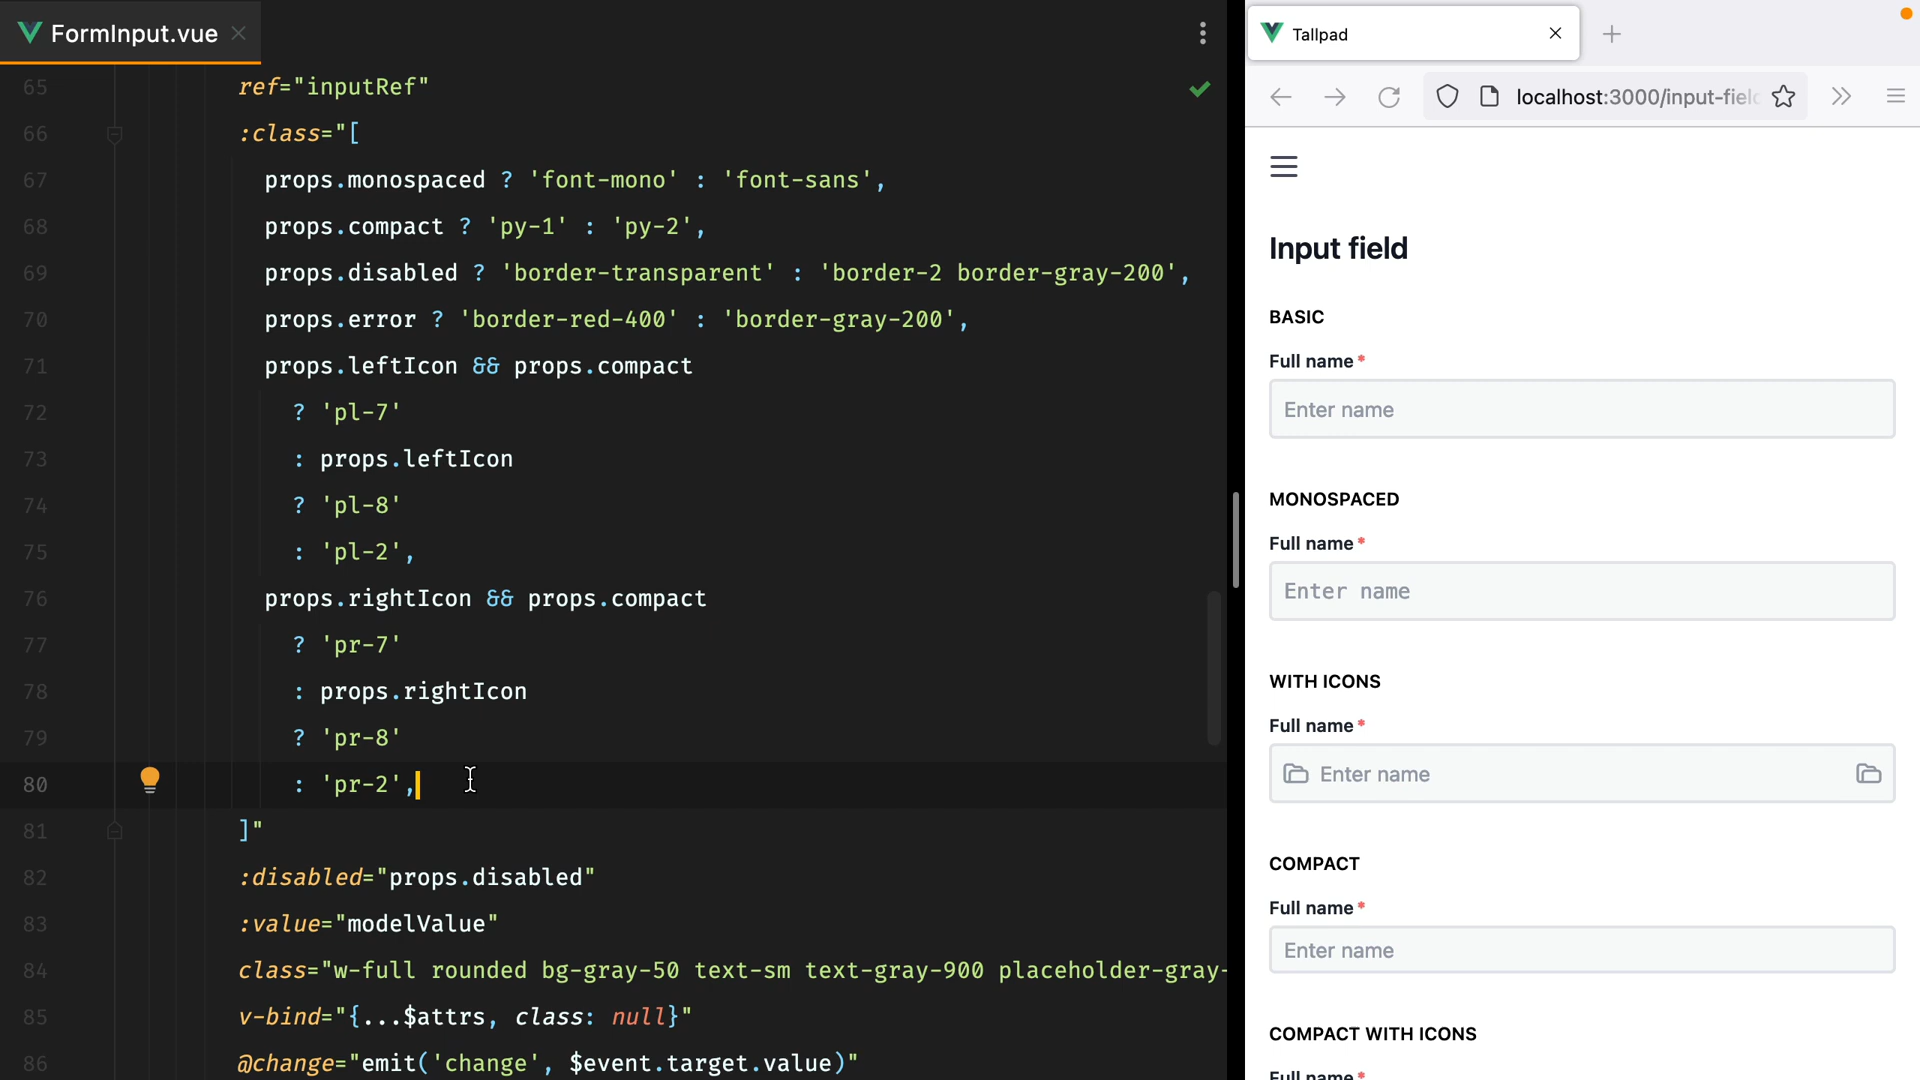 FormInput.vue
65 ref="inputRef"
66 :class="[
67 props.monospaced ? 'font-mono' : 'font-sans',
68 props.compact ? 'py-1' : 'py-2',
69 props.disabled ? 'border-transparent' : 'border-2 border-gray-200',
70 props.error ? 'border-red-400' : 'border-gray-200',
71 props.leftIcon && props.compact
72 ? 'pl-7'
73 : props.leftIcon
74 ? 'pl-8'
75 : 'pl-2',
76 props.rightIcon && props.compact
77 ? 'pr-7'
78 : props.rightIcon
79 ? 'pr-8'
80 : 'pr-2',
81 ]"
82 :disabled="props.disabled"
83 :value="modelValue"
84 class="w-full rounded bg-gray-50 text-sm text-gray-900 placeholder-gray-
85 v-bind="{...$attrs, class: null}"
86 @change="emit('change', $event.target.value)"
Tallpad
localhost:3000/input-field
Input field
BASIC
Full name *
Enter name
MONOSPACED
Full name *
Enter name
WITH ICONS
Full name *
Enter name
COMPACT
Full name *
Enter name
COMPACT WITH ICONS
Full name *